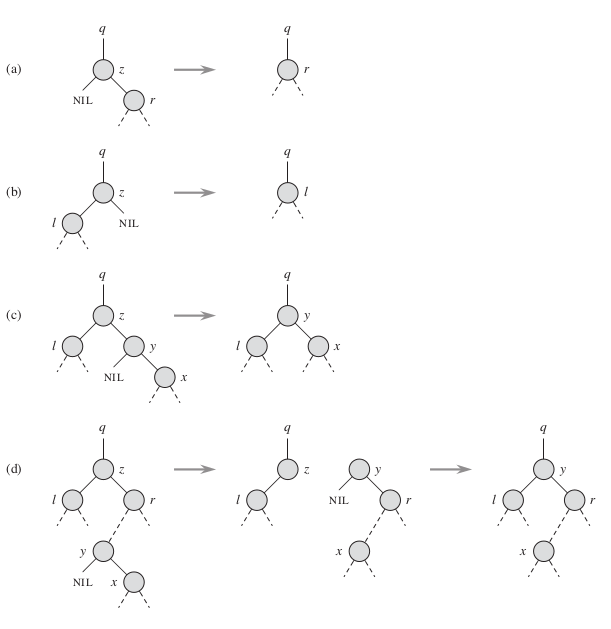 q q
(a) z r
NIL r
q q
(b) z l
l NIL
q q
(c) z y
l y l x
NIL x
q q
(d) z z y y
l r l NIL r l r
y x x
NIL x